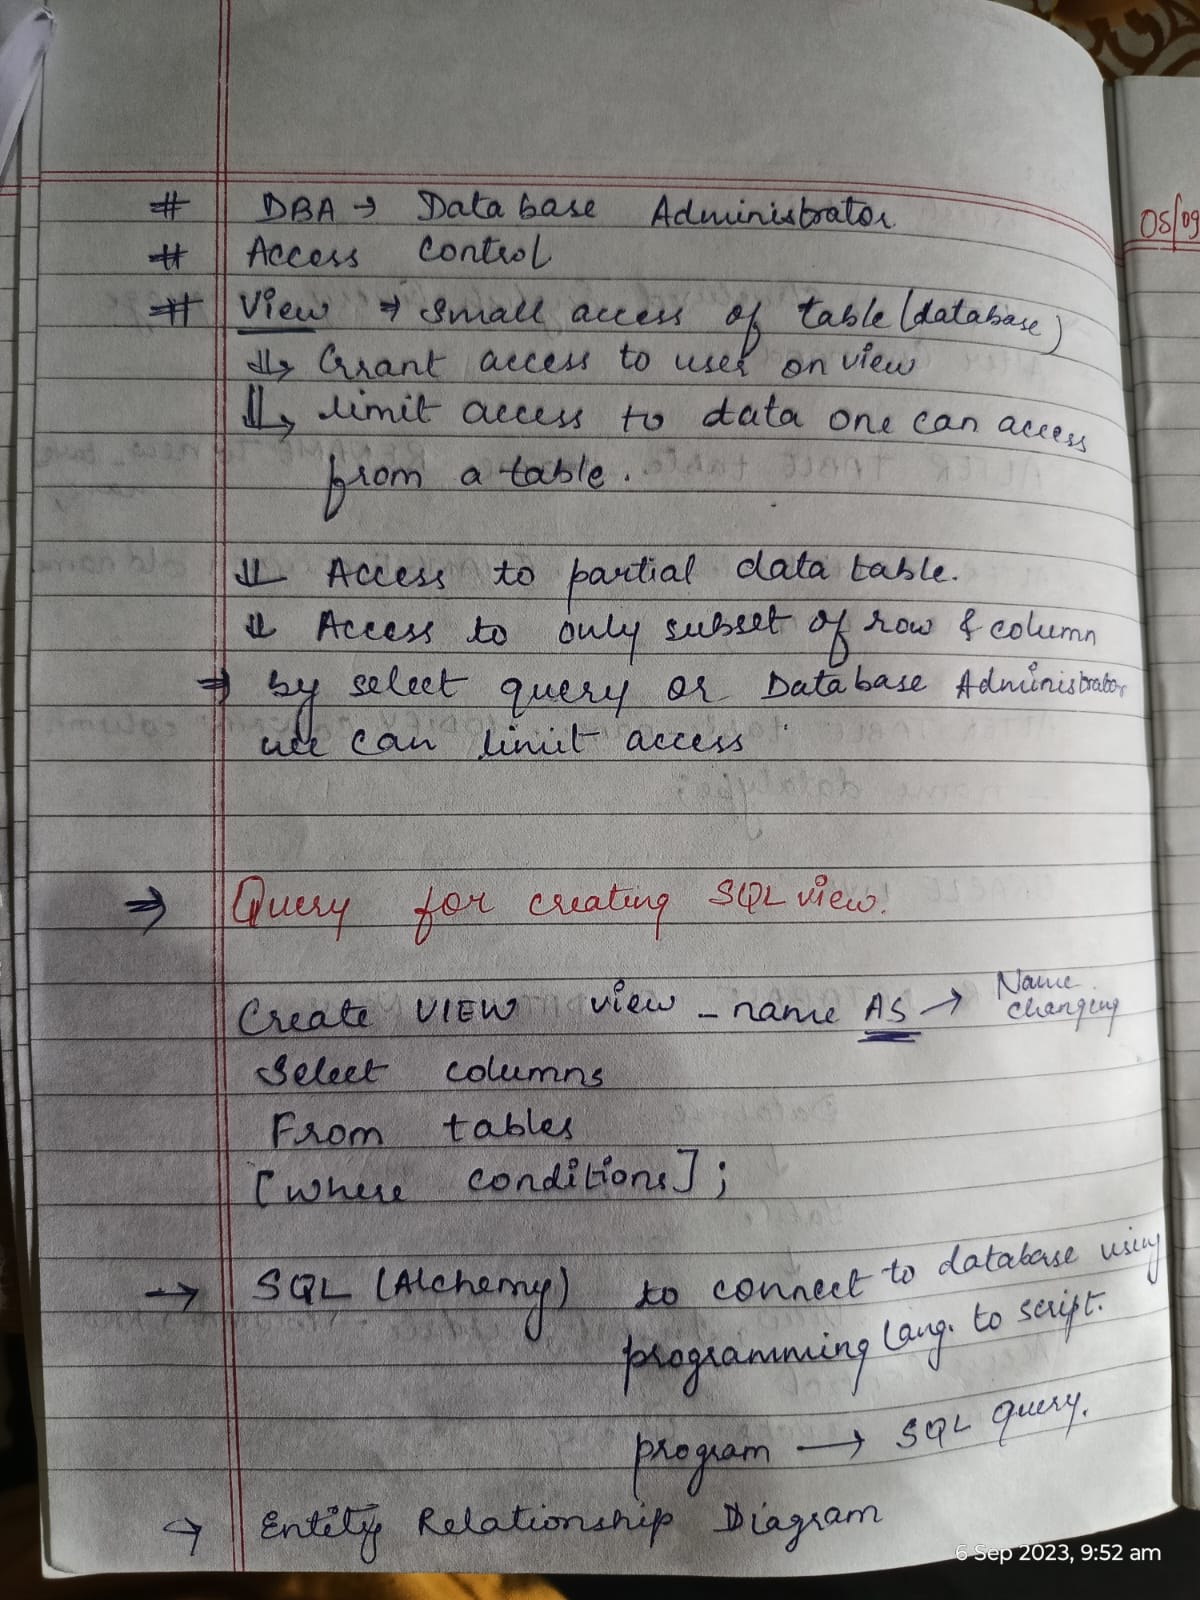 # DBA → Database Administrator
# Access control
# View → Small access of table (database)
↳ Grant access to user on view
↳ limit access to data one can access
from a table.
⇓ Access to partial data table.
⇓ Access to only subset of row & column
⇒ by select query or Database Administrator
we can limit access
⇒ Query for creating SQL view.
Create VIEW view_name AS → Name changing
Select columns
From tables
[where conditions];
→ SQL (Alchemy) to connect to database using
programming lang. to script.
program → SQL query.
↪ Entity Relationship Diagram
05/09
6 Sep 2023, 9:52 am